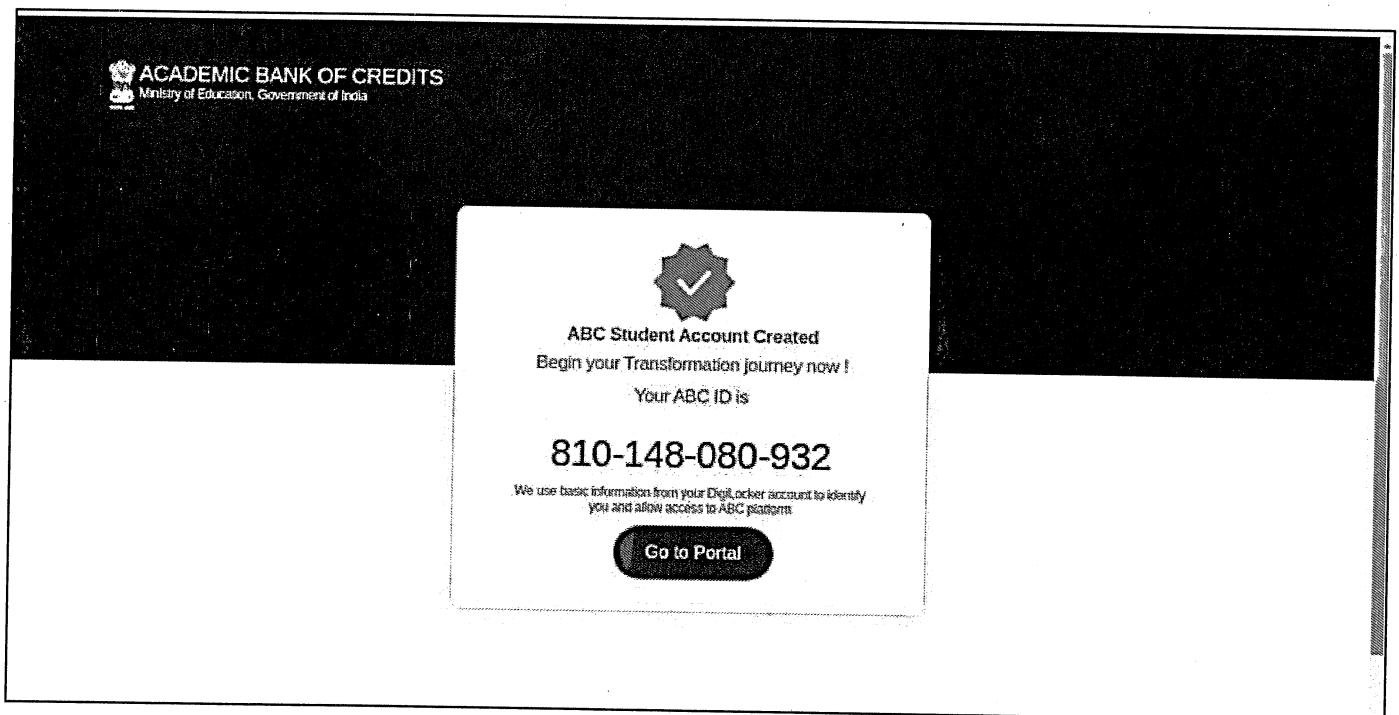 ACADEMIC BANK OF CREDITS
Ministry of Education, Government of India
ABC Student Account Created
Begin your Transformation journey now !
Your ABC ID is
810-148-080-932
We use basic information from your DigiLocker account to identify
you and allow access to ABC platform
Go to Portal